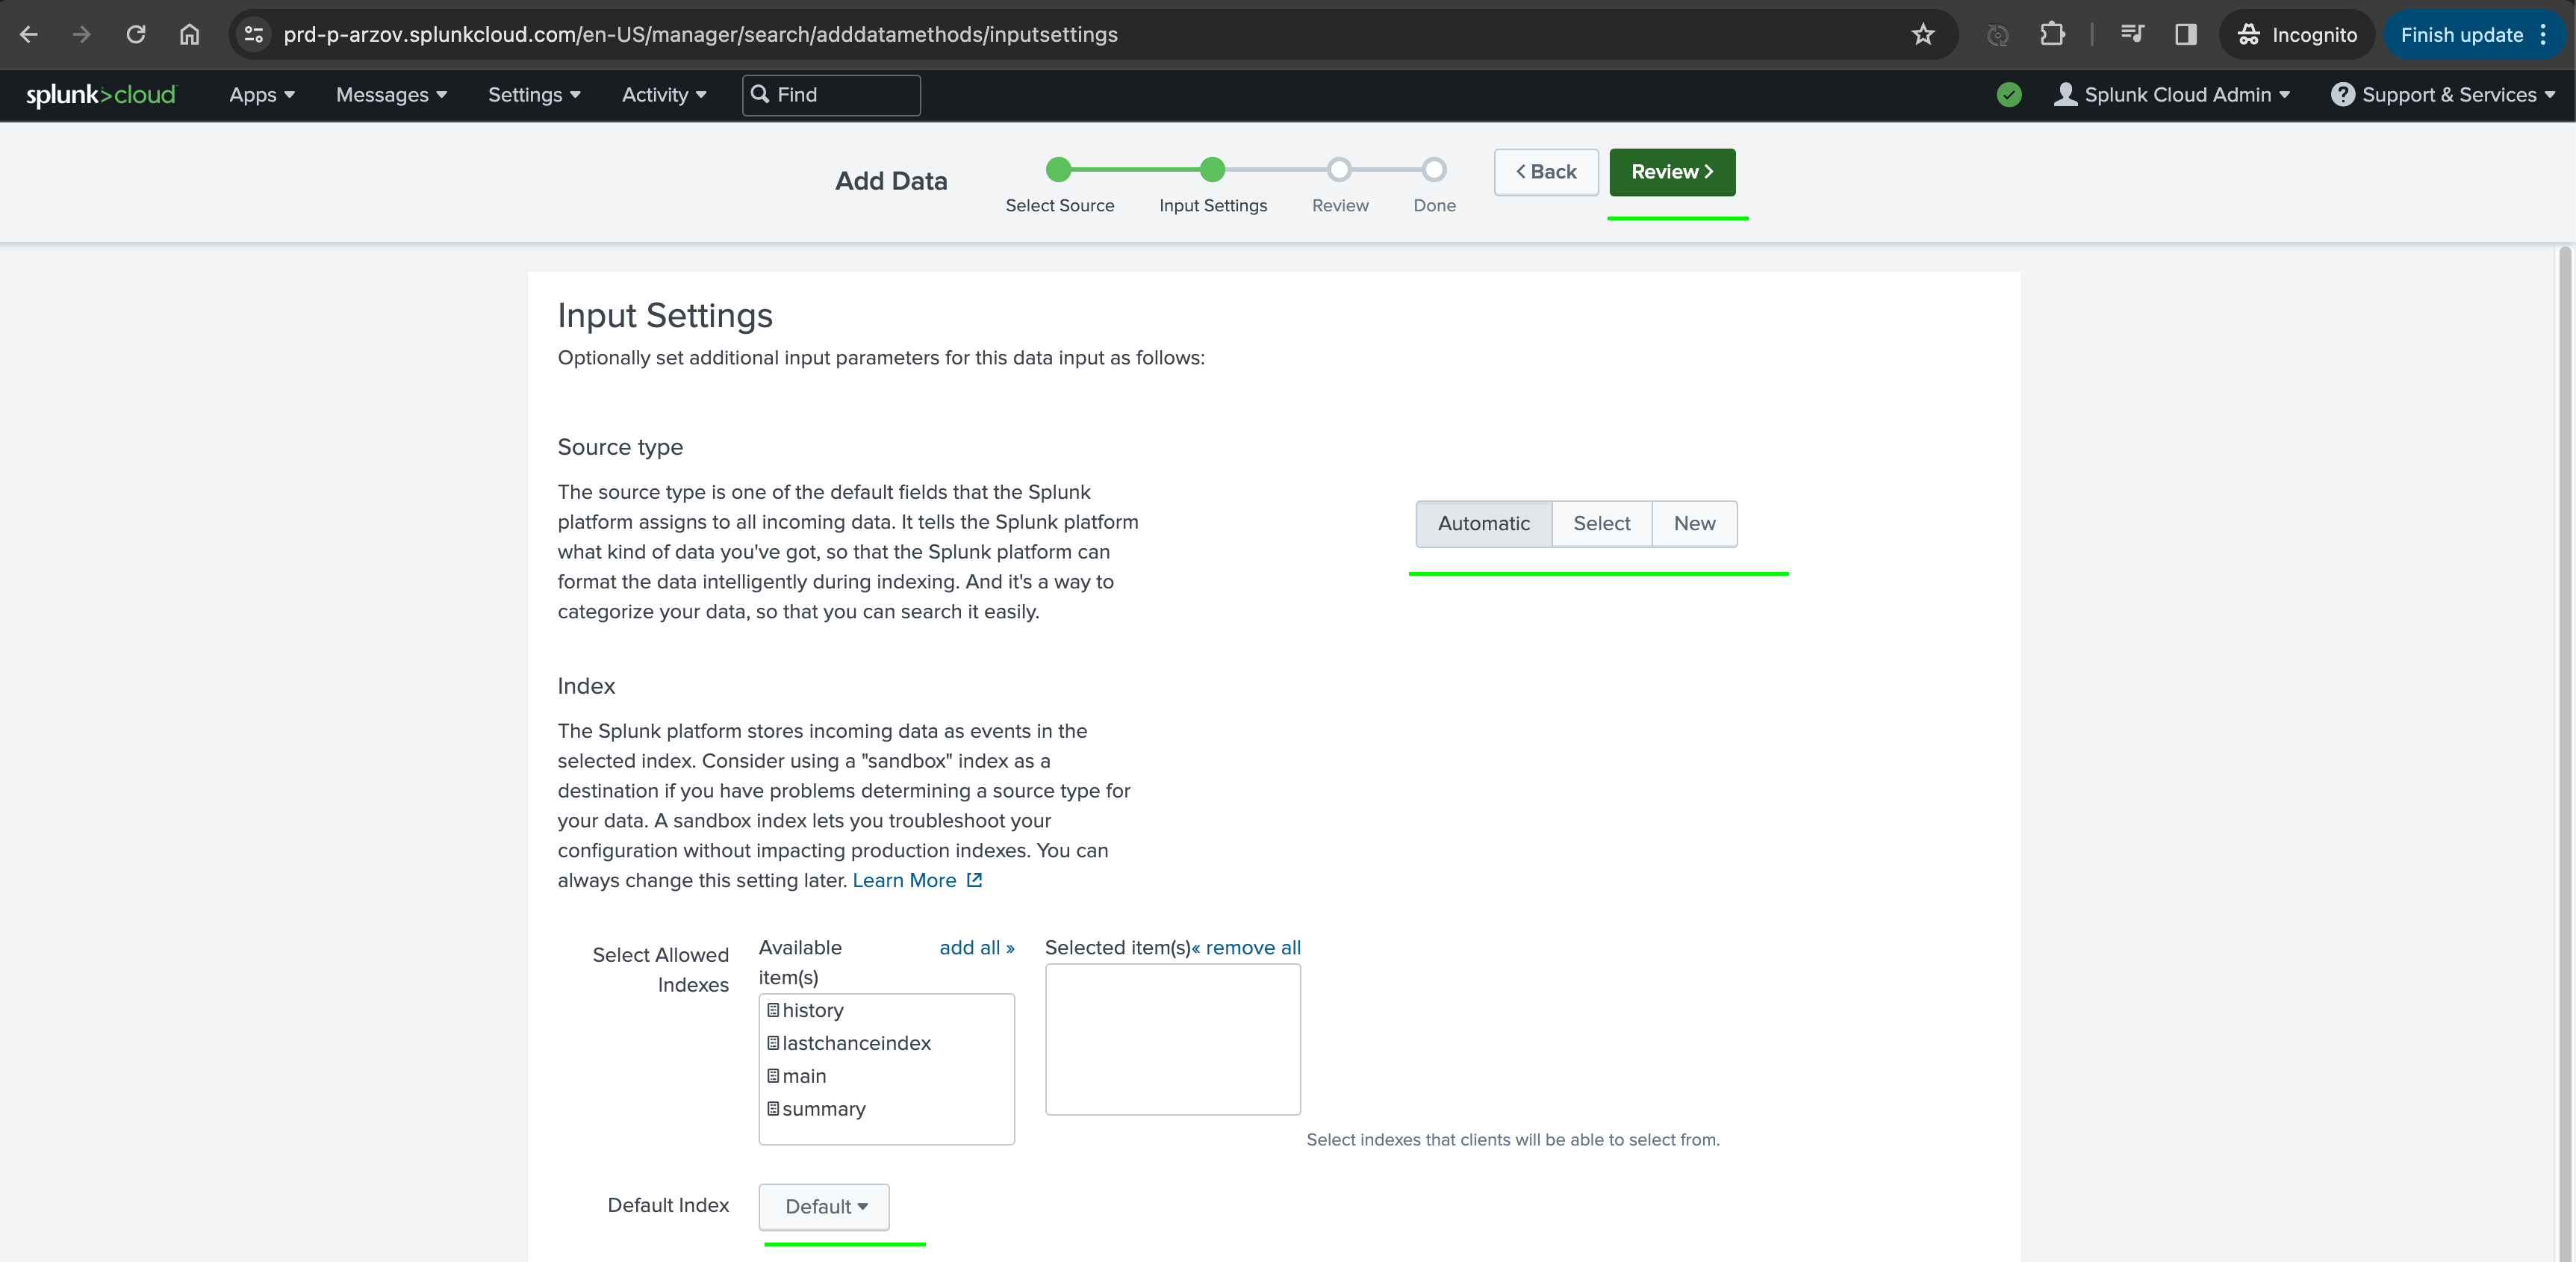 prd-p-arzov.splunkcloud.com/en-US/manager/search/adddatamethods/inputsettings
Incognito
Finish update
splunk>cloud
Apps
Messages
Settings
Activity
Find
Splunk Cloud Admin
Support & Services
Add Data
Select Source
Input Settings
Review
Done
< Back
Review >
Input Settings
Optionally set additional input parameters for this data input as follows:
Source type
The source type is one of the default fields that the Splunk
platform assigns to all incoming data. It tells the Splunk platform
what kind of data you've got, so that the Splunk platform can
format the data intelligently during indexing. And it's a way to
categorize your data, so that you can search it easily.
Automatic
Select
New
Index
The Splunk platform stores incoming data as events in the
selected index. Consider using a "sandbox" index as a
destination if you have problems determining a source type for
your data. A sandbox index lets you troubleshoot your
configuration without impacting production indexes. You can
always change this setting later. Learn More
Select Allowed
Indexes
Available
item(s)
add all »
history
lastchanceindex
main
summary
Selected item(s)« remove all
Select indexes that clients will be able to select from.
Default Index
Default